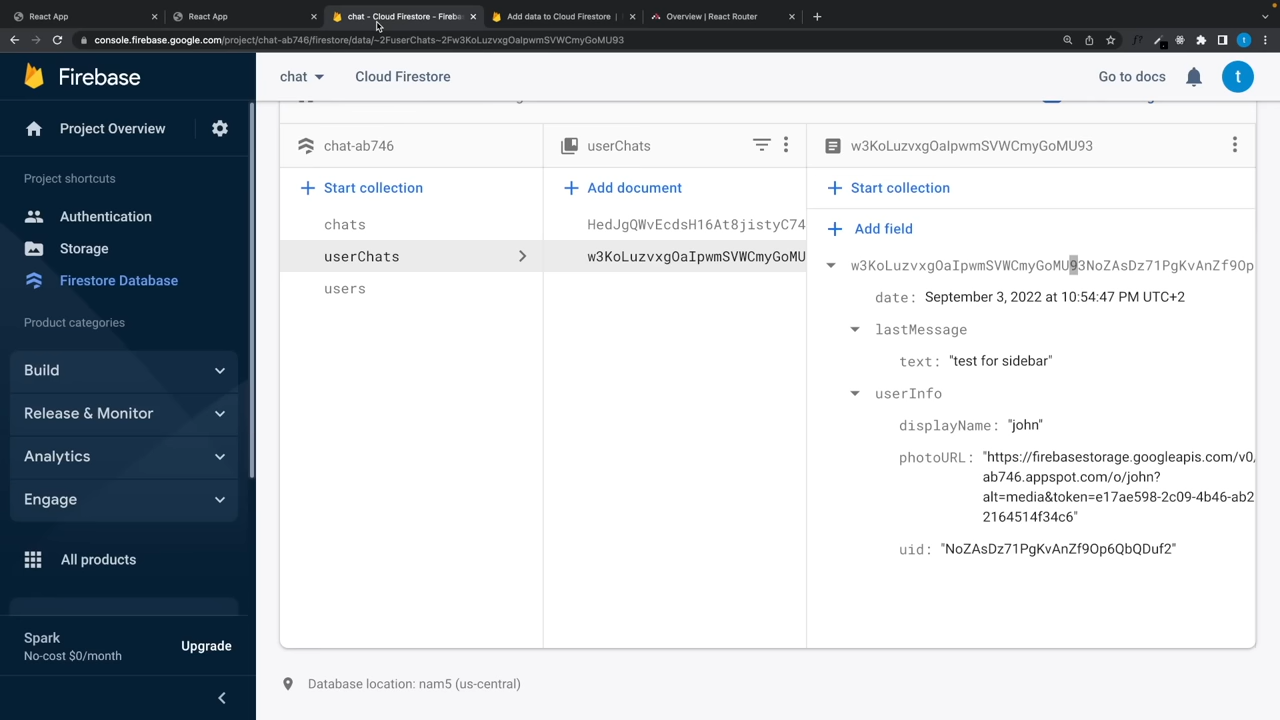 React App
React App
chat - Cloud Firestore - Fireba
Add data to Cloud Firestore |
Overview | React Router
console.firebase.google.com/project/chat-ab746/firestore/data/~2FuserChats~2Fw3KoLuzvxgOaIpwmSVWCmyGoMU93
t
Firebase
chat
Cloud Firestore
Go to docs
t
Project Overview
Project shortcuts
Authentication
Storage
Firestore Database
Product categories
Build
Release & Monitor
Analytics
Engage
All products
Spark
No-cost $0/month
Upgrade
chat-ab746
Start collection
chats
userChats
users
userChats
Add document
HedJgQWvEcdsH16At8jistyC74
w3KoLuzvxgOaIpwmSVWCmyGoMU
w3KoLuzvxgOaIpwmSVWCmyGoMU93
Start collection
Add field
w3KoLuzvxgOaIpwmSVWCmyGoMU93NoZAsDz71PgKvAnZf9Op
date: September 3, 2022 at 10:54:47 PM UTC+2
lastMessage
text: "test for sidebar"
userInfo
displayName: "john"
photoURL: "https://firebasestorage.googleapis.com/v0/
ab746.appspot.com/o/john?
alt=media&token=e17ae598-2c09-4b46-ab2
2164514f34c6"
uid: "NoZAsDz71PgKvAnZf9Op6QbQDuf2"
Database location: nam5 (us-central)